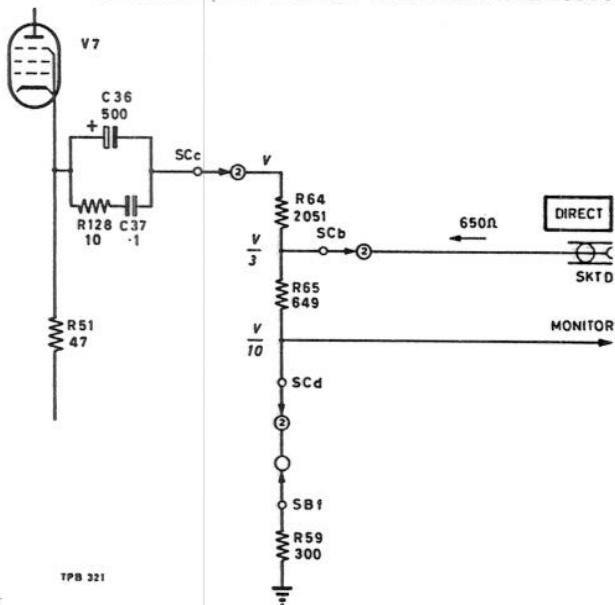 V7
C36
500
+
SCc
2
V
R128
10
C37
·1
R64
2051
SCb
V/3
2
650Ω
DIRECT
SKTD
R65
649
V/10
MONITOR
R51
47
SCd
2
SBf
R59
300
TPB 321